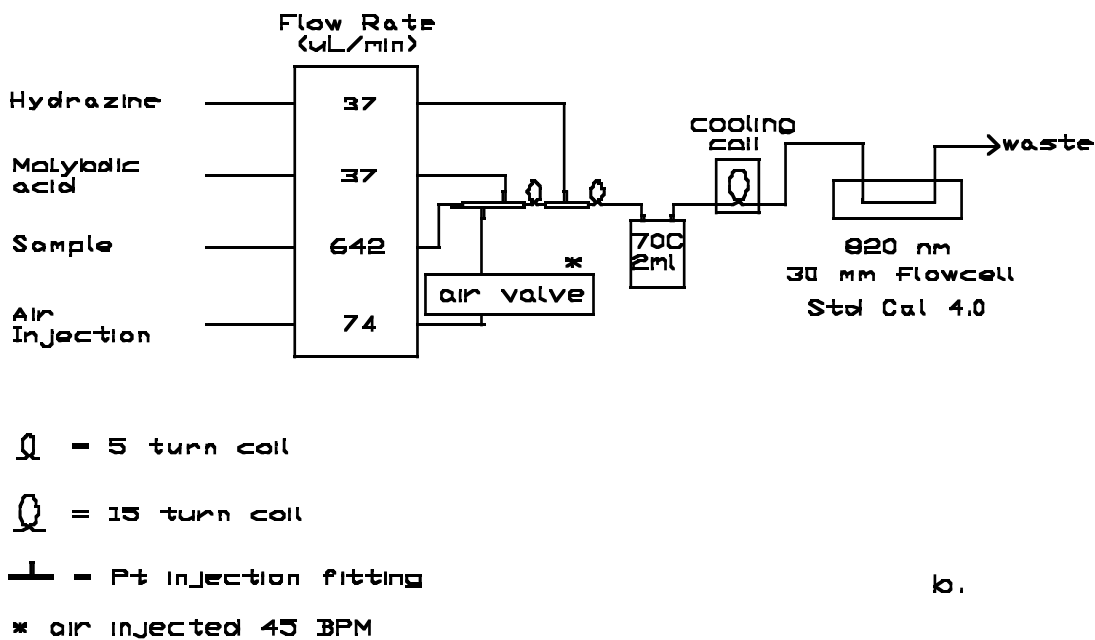 Flow Rate
(uL/min)
Hydrazine
37
Molybdic
acid
37
Sample
642
Air
Injection
74
*
air valve
70C
2ml
cooling
coil
waste
820 nm
30 mm Flowcell
Std Cal 4.0
= 5 turn coil
= 15 turn coil
= Pt injection fitting
* air injected 45 BPM
b.